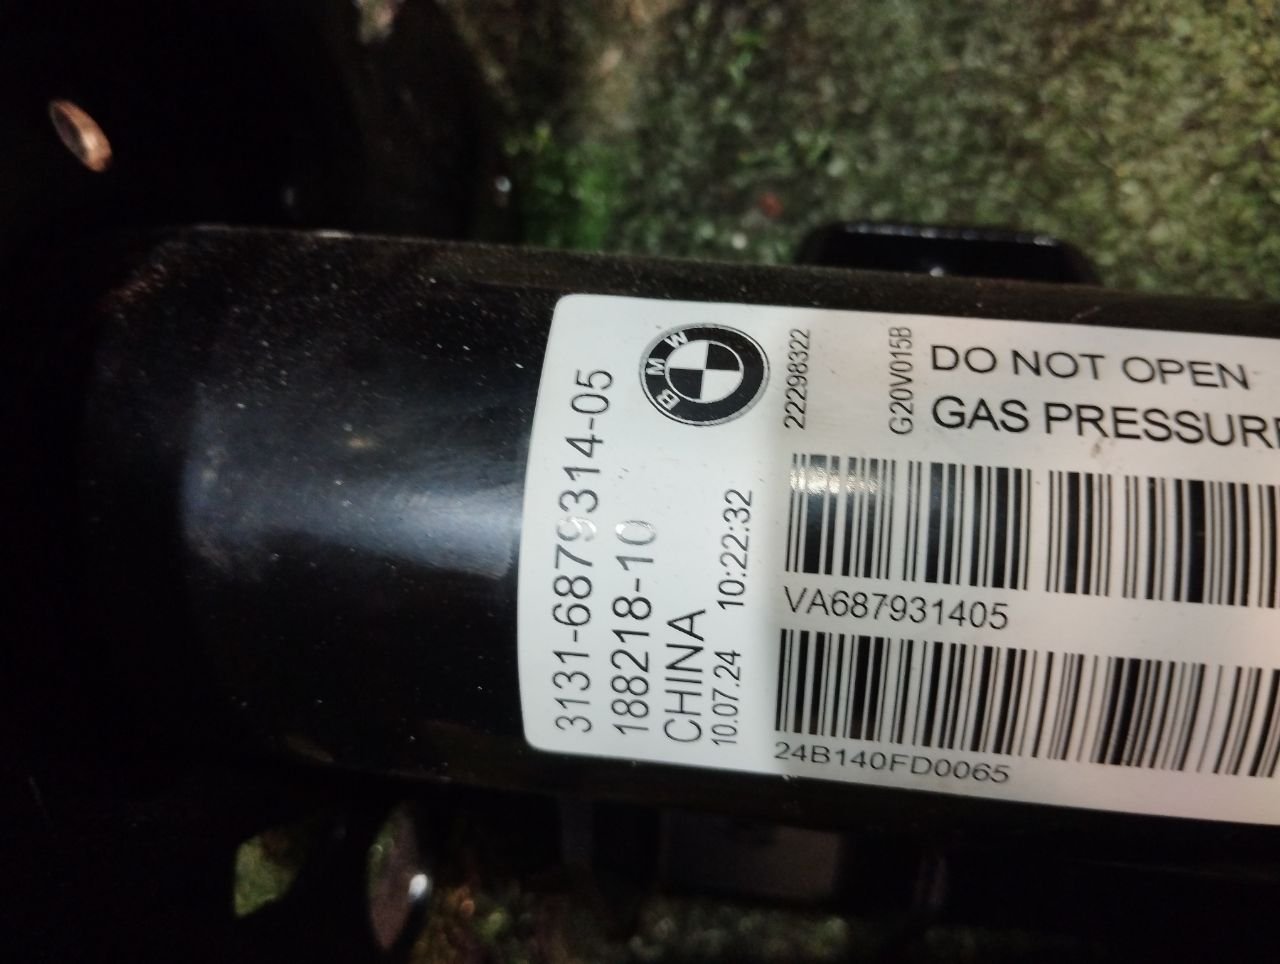 3131-6879314-05
188218-10
CHINA
10.07.24 10:22:32
BMW
22298322
G20V015B
DO NOT OPEN
GAS PRESSURE
VA687931405
24B140FD0065